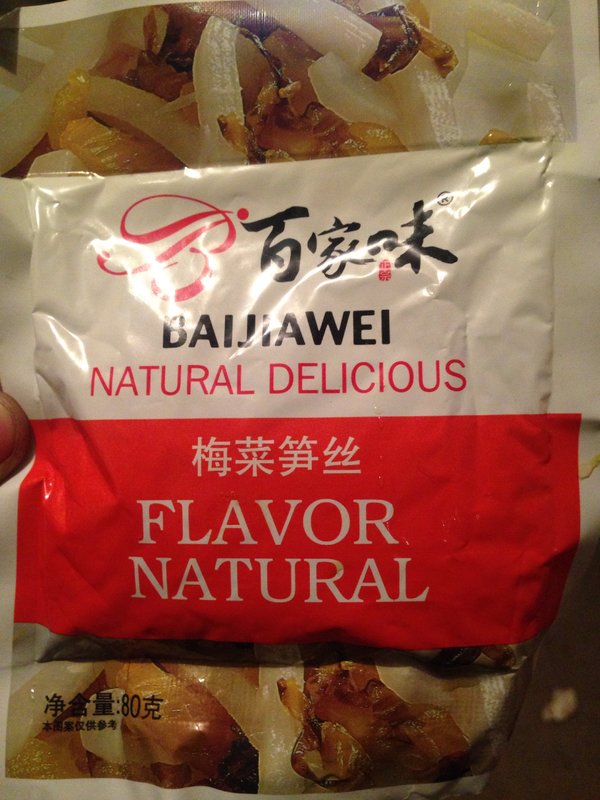 百家味®
BAIJIAWEI
NATURAL DELICIOUS
梅菜笋丝
FLAVOR
NATURAL
净含量:80克
本图案仅供参考